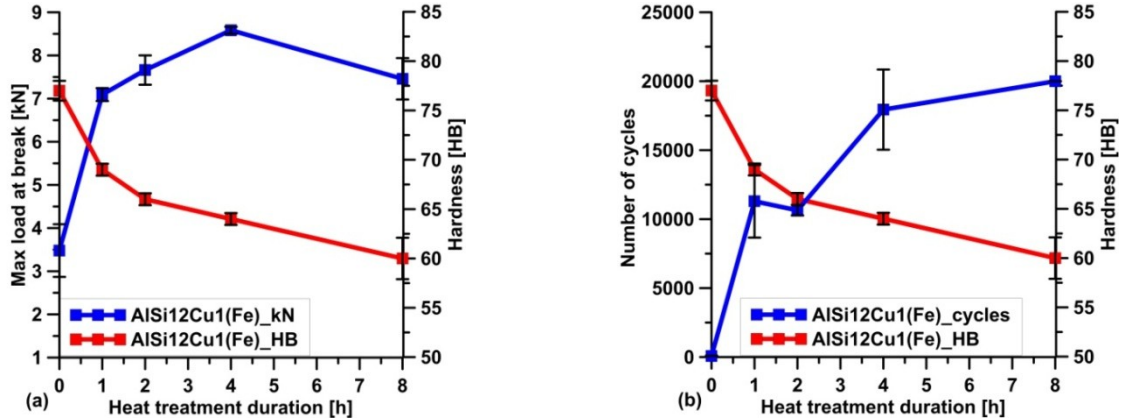 9
8
7
6
5
4
3
2
1
Max load at break [kN]
85
80
75
70
65
60
55
50
Hardness [HB]
AlSi12Cu1(Fe)_kN
AlSi12Cu1(Fe)_HB
0 1 2 3 4 5 6 7 8
(a) Heat treatment duration [h]
25000
20000
15000
10000
5000
0
Number of cycles
85
80
75
70
65
60
55
50
Hardness [HB]
AlSi12Cu1(Fe)_cycles
AlSi12Cu1(Fe)_HB
0 1 2 3 4 5 6 7 8
(b) Heat treatment duration [h]